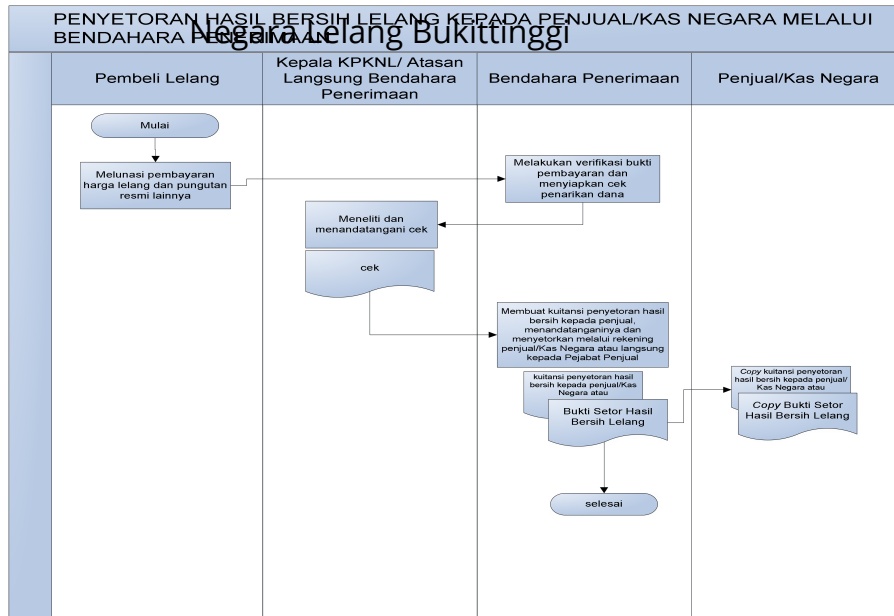 PENYETORAN HASIL BERSIH LELANG KEPADA PENJUAL/KAS NEGARA MELALUI
BENDAHARA PENERIMAAN
Negara Lelang Bukittinggi
Pembeli Lelang
Kepala KPKNL/ Atasan
Langsung Bendahara
Penerimaan
Bendahara Penerimaan
Penjual/Kas Negara
Mulai
Melunasi pembayaran
harga lelang dan pungutan
resmi lainnya
Melakukan verifikasi bukti
pembayaran dan
menyiapkan cek
penarikan dana
Meneliti dan
menandatangani cek
cek
Membuat kuitansi penyetoran hasil
bersih kepada penjual,
menandatanganinya dan
menyetorkan melalui rekening
penjual/Kas Negara atau langsung
kepada Pejabat Penjual
kuitansi penyetoran hasil
bersih kepada penjual/Kas
Negara atau
Bukti Setor Hasil
Bersih Lelang
Copy kuitansi penyetoran
hasil bersih kepada penjual/
Kas Negara atau
Copy Bukti Setor
Hasil Bersih Lelang
selesai